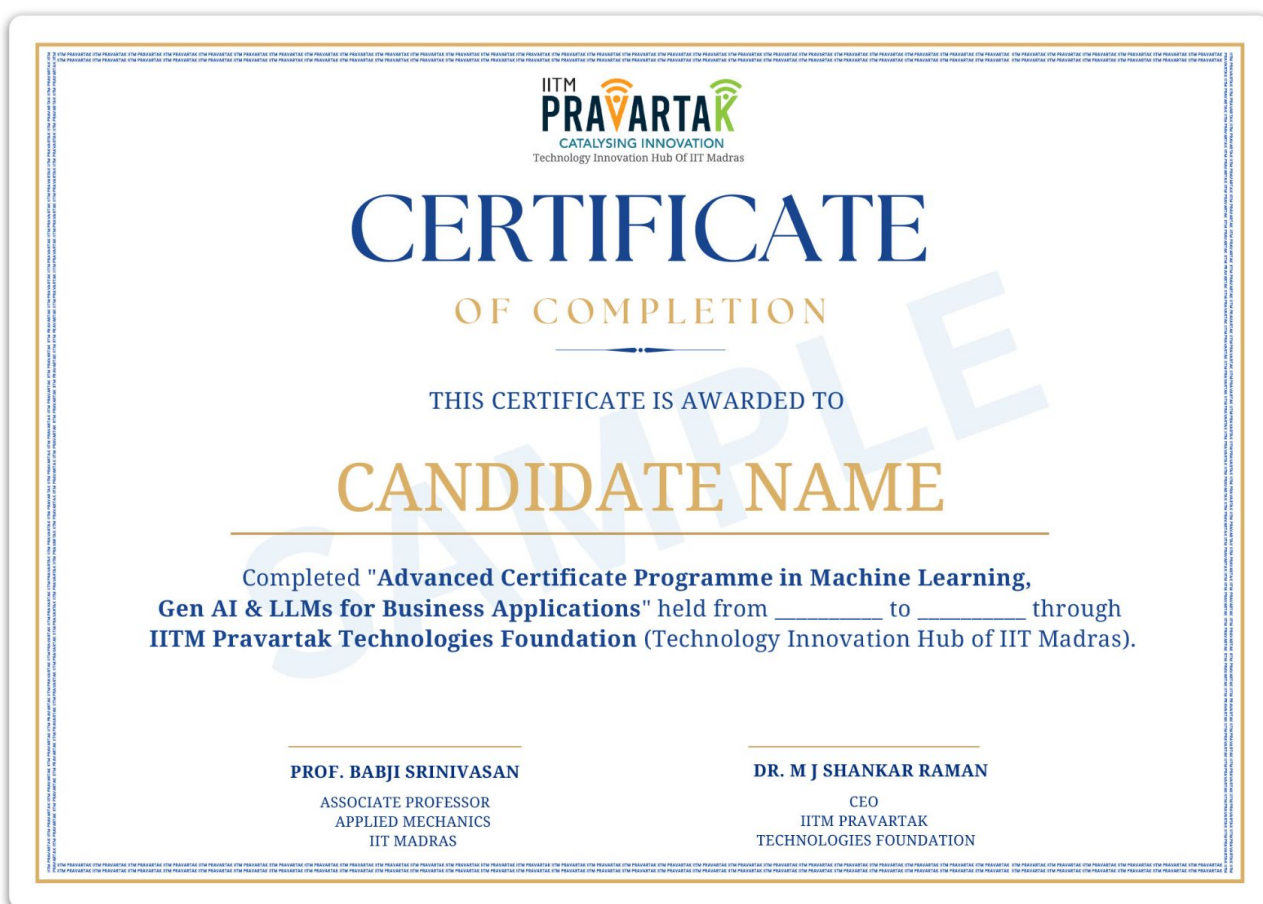 IITM
PRAVARTAK
CATALYSING INNOVATION
Technology Innovation Hub Of IIT Madras
CERTIFICATE
OF COMPLETION
THIS CERTIFICATE IS AWARDED TO
CANDIDATE NAME
SAMPLE
Completed "Advanced Certificate Programme in Machine Learning,
Gen AI & LLMs for Business Applications" held from __________ to __________ through
IITM Pravartak Technologies Foundation (Technology Innovation Hub of IIT Madras).
PROF. BABJI SRINIVASAN
ASSOCIATE PROFESSOR
APPLIED MECHANICS
IIT MADRAS
DR. M J SHANKAR RAMAN
CEO
IITM PRAVARTAK
TECHNOLOGIES FOUNDATION